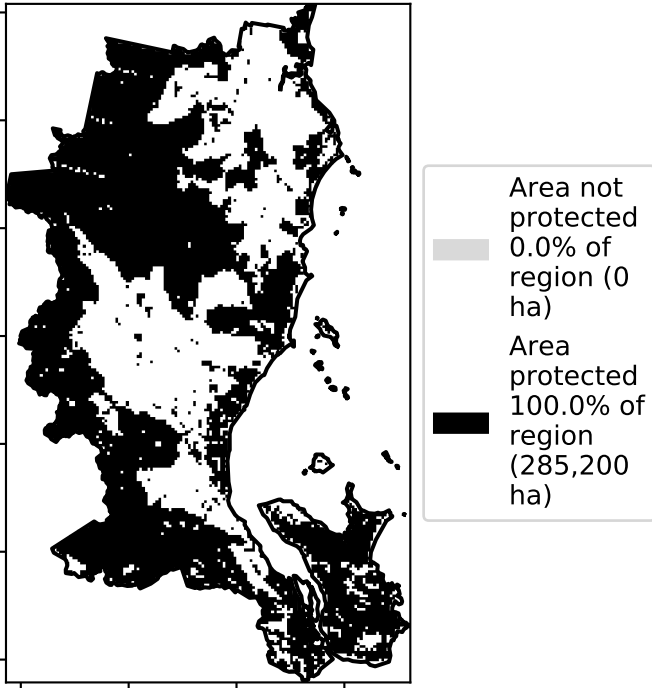 Area not
protected
0.0% of
region (0
ha)
Area
protected
100.0% of
region
(285,200
ha)